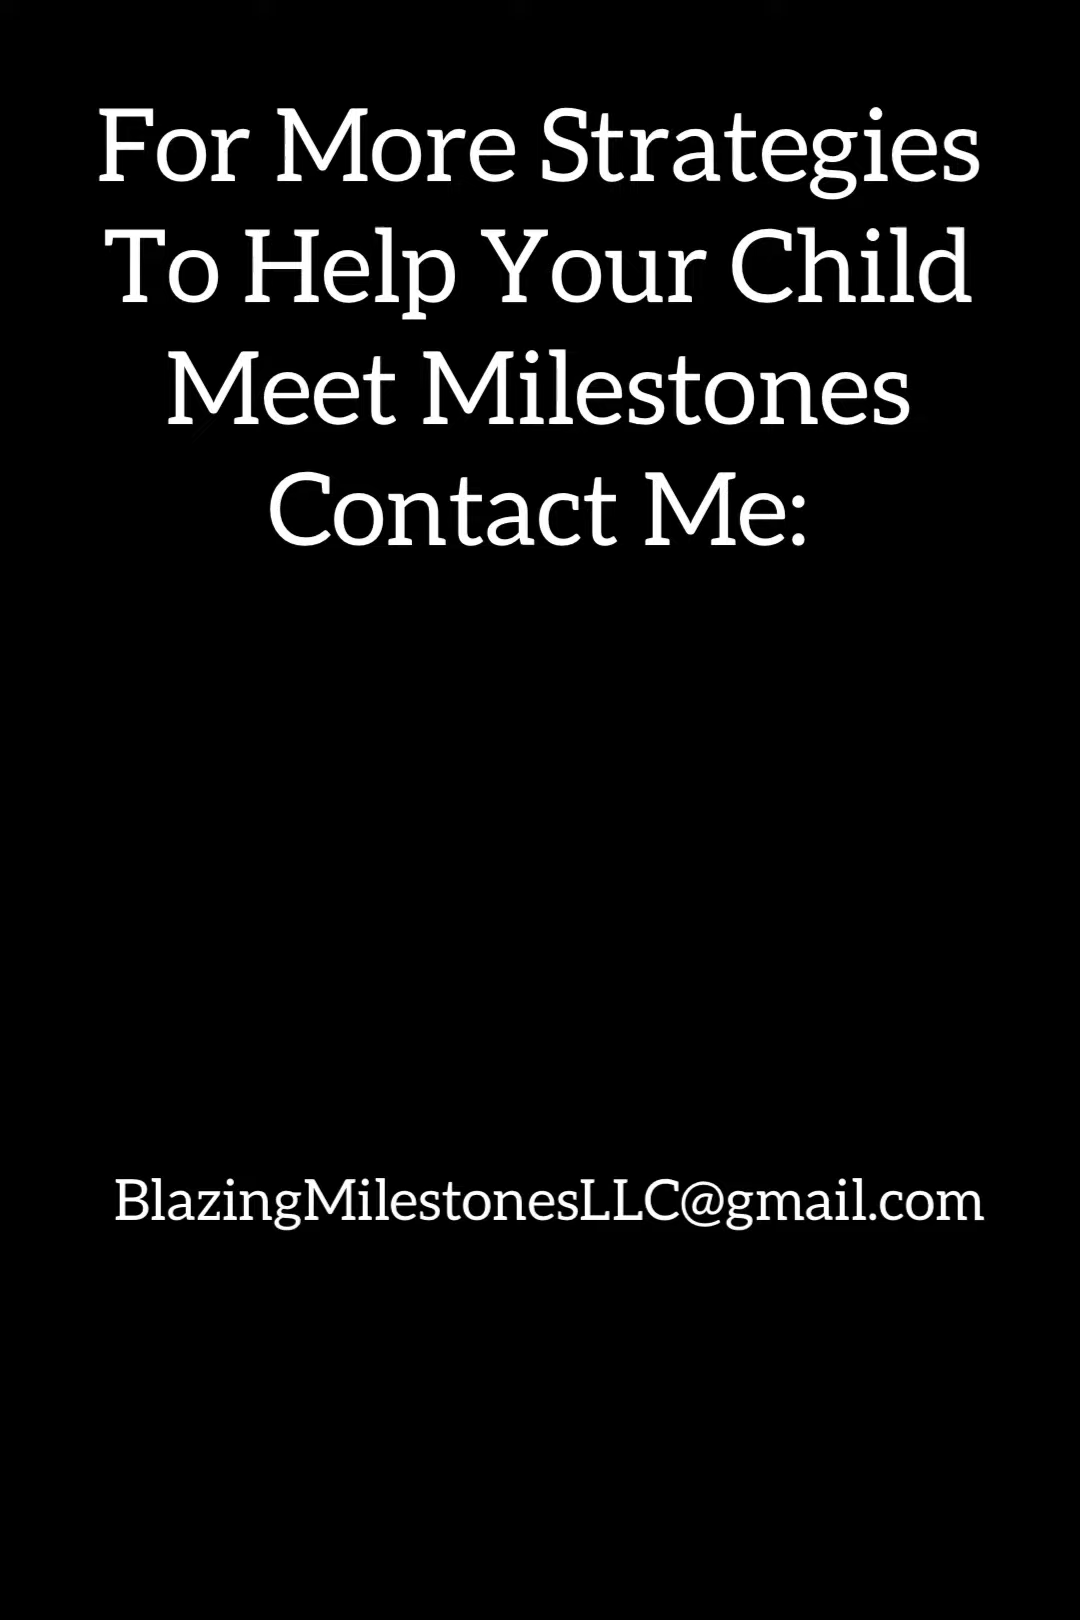 For More Strategies
To Help Your Child
Meet Milestones
Contact Me:
BlazingMilestonesLLC@gmail.com